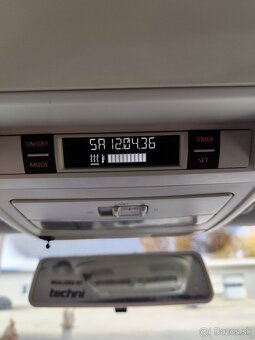 ON/OFF
MODE
SA 12.04.36
TIMER
SET
techni
© Bazos.sk